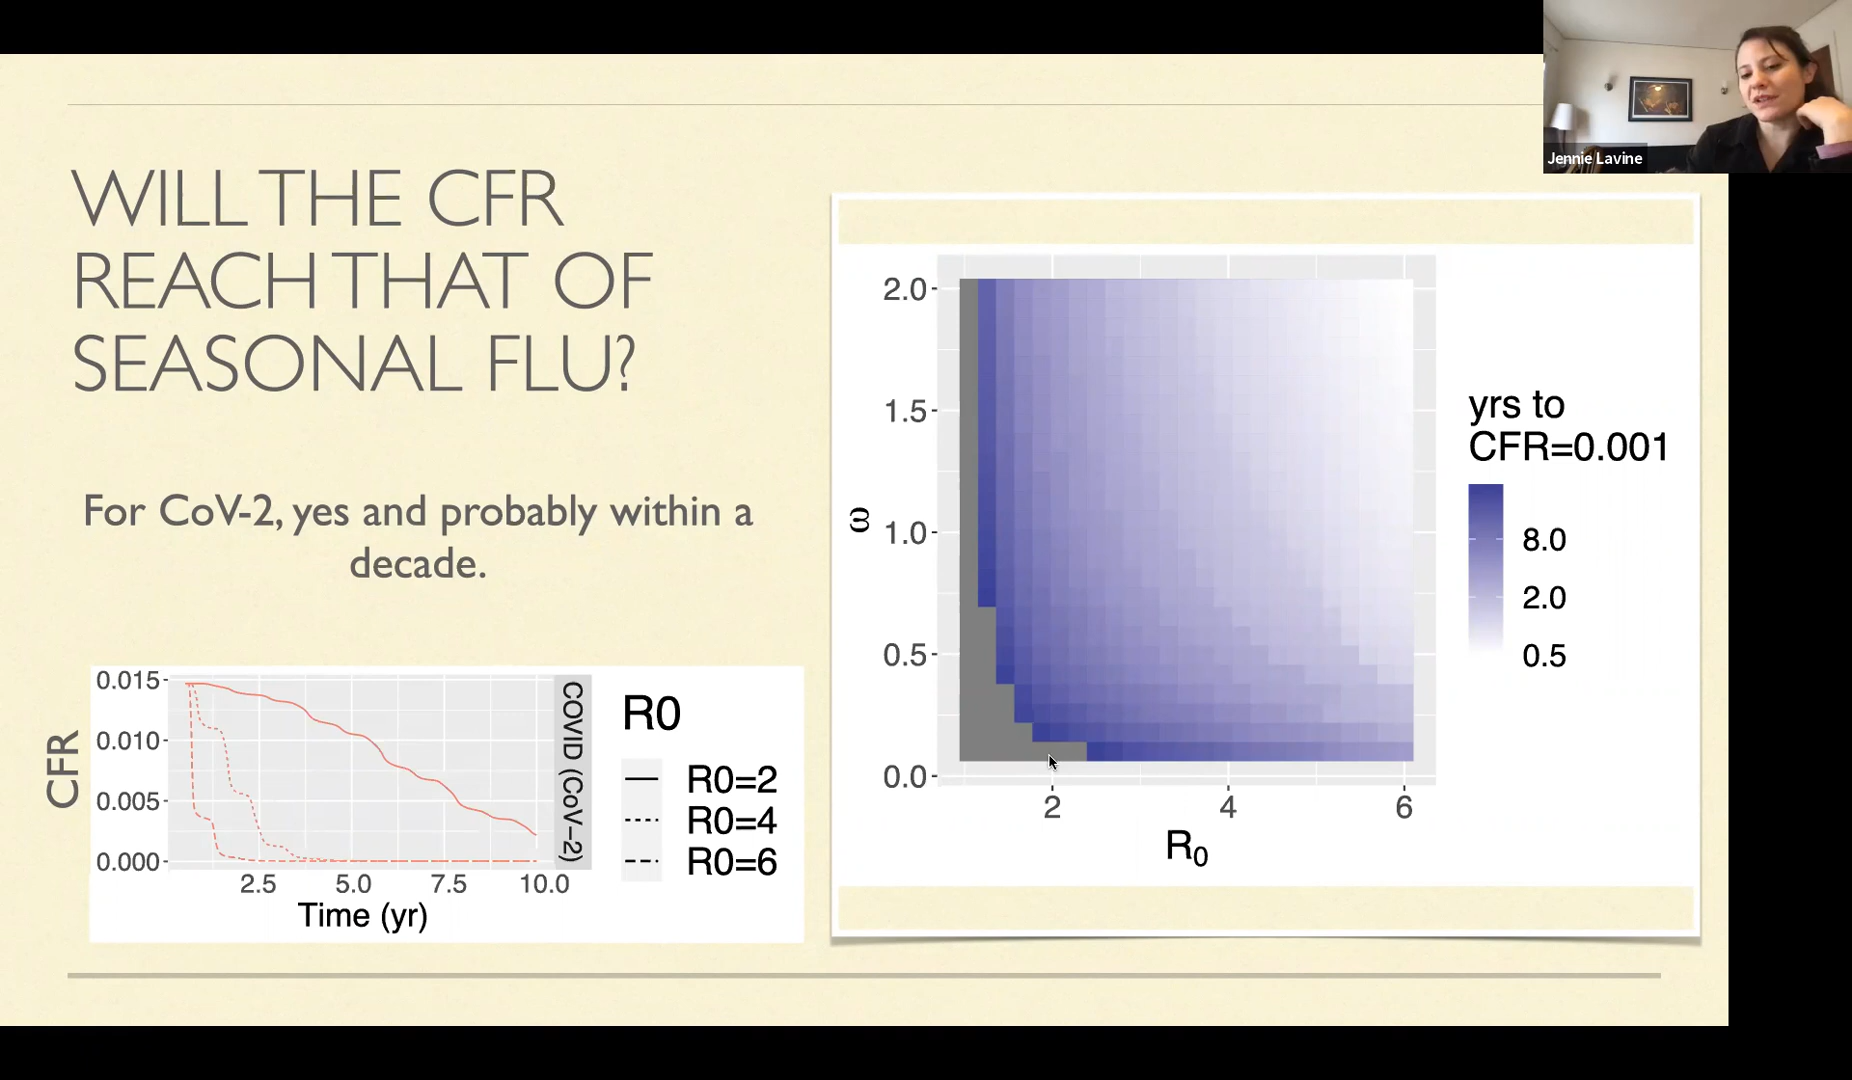 Jennie Lavine
WILL THE CFR
REACH THAT OF
SEASONAL FLU?
For CoV-2, yes and probably within a
decade.
CFR
0.015
0.010
0.005
0.000
2.5 5.0 7.5 10.0
Time (yr)
COVID (CoV-2)
R0
R0=2
R0=4
R0=6
ω
2.0
1.5
1.0
0.5
0.0
2 4 6
R0
yrs to
CFR=0.001
8.0
2.0
0.5